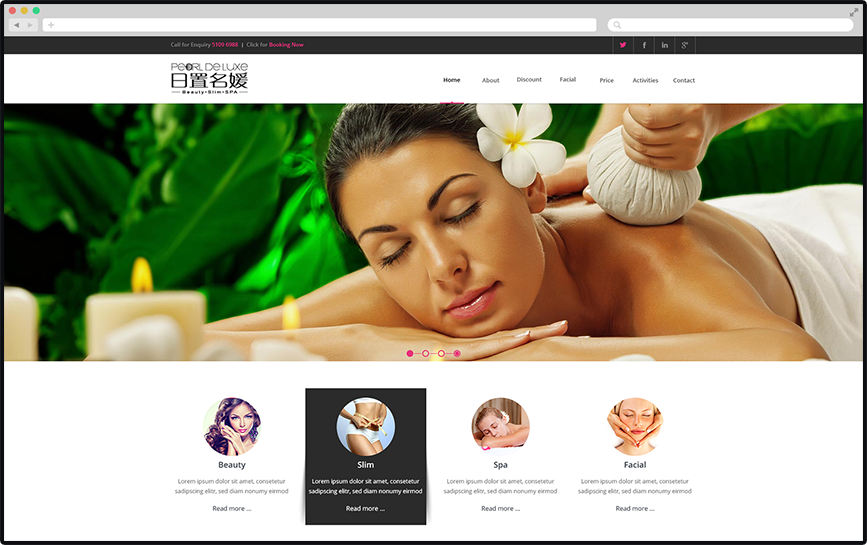 Call for Enquiry 5109 6988 | Click for Booking Now
PEARL DELUXE
日置名媛
Beauty•Slim•SPA
Home About Discount Facial Price Activities Contact
Beauty
Lorem ipsum dolor sit amet, consetetur
sadipscing elitr, sed diam nonumy eirmod
Read more ...
Slim
Lorem ipsum dolor sit amet, consetetur
sadipscing elitr, sed diam nonumy eirmod
Read more ...
Spa
Lorem ipsum dolor sit amet, consetetur
sadipscing elitr, sed diam nonumy eirmod
Read more ...
Facial
Lorem ipsum dolor sit amet, consetetur
sadipscing elitr, sed diam nonumy eirmod
Read more ...